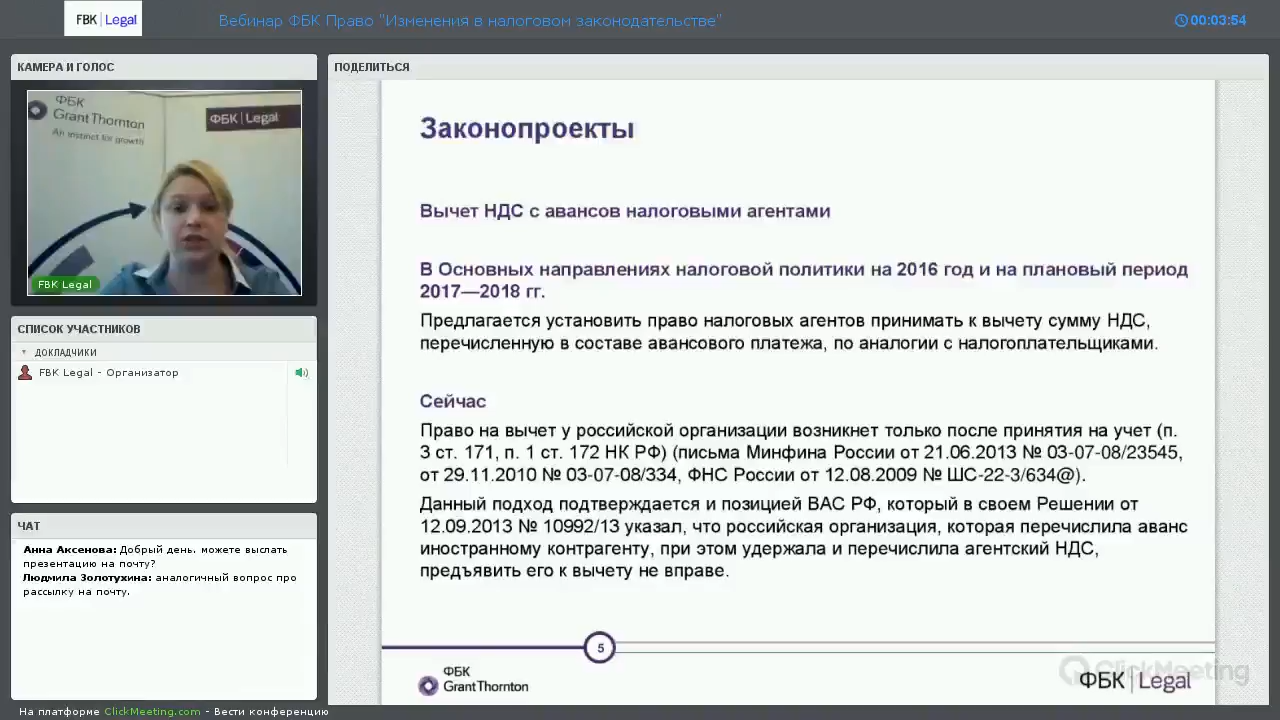 FBK Legal
Вебинар ФБК Право "Изменения в налоговом законодательстве"
00:03:54
КАМЕРА И ГОЛОС
ФБК
Grant Thornton
An instinct for growth
ФБК Legal
FBK Legal
СПИСОК УЧАСТНИКОВ
ДОКЛАДЧИКИ
FBK Legal - Организатор
ЧАТ
Анна Аксенова: Добрый день. можете выслать
презентацию на почту?
Людмила Золотухина: аналогичный вопрос про
рассылку на почту.
ПОДЕЛИТЬСЯ
Законопроекты
Вычет НДС с авансов налоговыми агентами
В Основных направлениях налоговой политики на 2016 год и на плановый период
2017—2018 гг.
Предлагается установить право налоговых агентов принимать к вычету сумму НДС,
перечисленную в составе авансового платежа, по аналогии с налогоплательщиками.
Сейчас
Право на вычет у российской организации возникнет только после принятия на учет (п.
3 ст. 171, п. 1 ст. 172 НК РФ) (письма Минфина России от 21.06.2013 № 03-07-08/23545,
от 29.11.2010 № 03-07-08/334, ФНС России от 12.08.2009 № ШС-22-3/634@).
Данный подход подтверждается и позицией ВАС РФ, который в своем Решении от
12.09.2013 № 10992/13 указал, что российская организация, которая перечислила аванс
иностранному контрагенту, при этом удержала и перечислила агентский НДС,
предъявить его к вычету не вправе.
5
ФБК
Grant Thornton
ClickMeeting
ФБК Legal
На платформе ClickMeeting.com - Вести конференцию